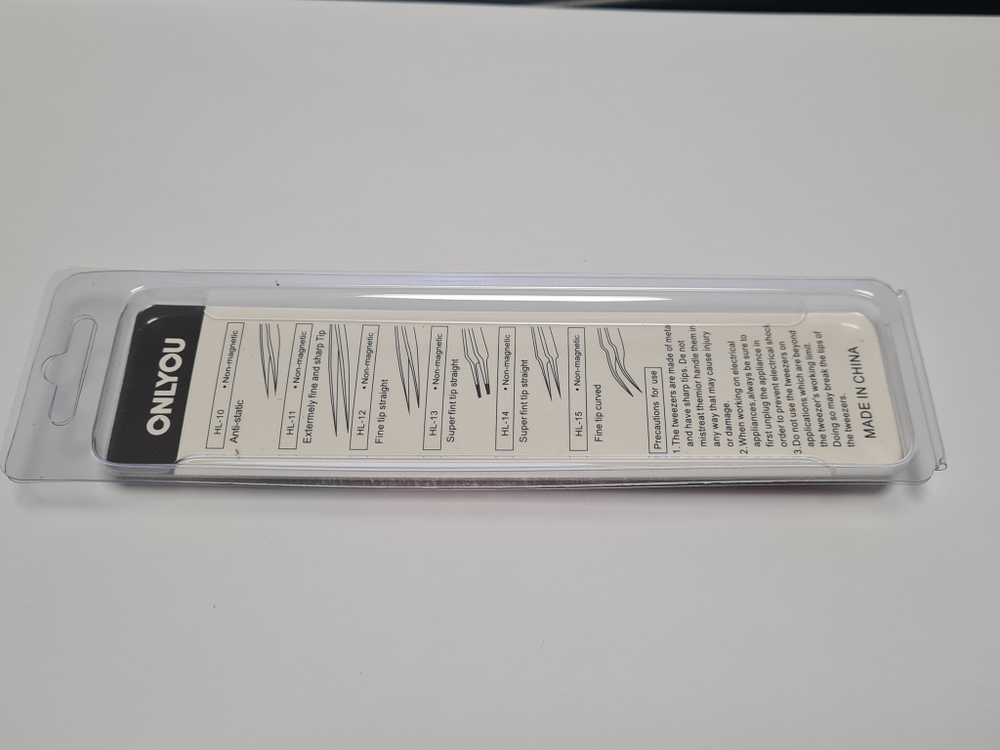 ONLYOU
HL-10 • Non-magnetic
Anti-static
HL-11 • Non-magnetic
Extermely fine and sharp Tip
HL-12 • Non-magnetic
Fine tip straight
HL-13 • Non-magnetic
Super fint tip straight
HL-14 • Non-magnetic
Super fint tip straight
HL-15 • Non-magnetic
Fine tip curved
Precautions for use
1.The tweezers are made of metal
and have sharp tips. Do not
mistreat themior handle them in
any way that may cause injury
or damage.
2.When working on electrical
appliances,always be sure to
first unplug the appliance in
order to prevent electrical shock
3.Do not use the tweezers on
applications,which are beyond
the tweezer's working limit.
Doing so may break the tips of
the tweezers.
MADE IN CHINA